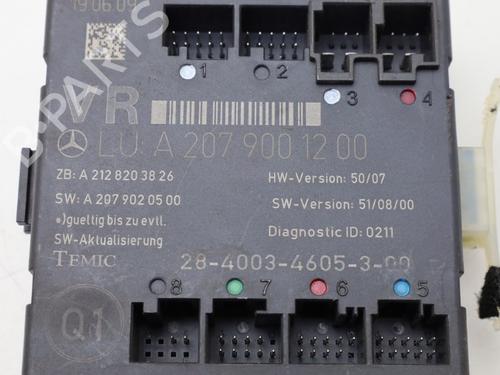 19.06.09
B-PARTS
1 2 3 4
VR
LU: A 207 900 12 00
ZB: A 212 820 38 26
HW-Version: 50/07
SW: A 207 902 05 00
SW-Version: 51/08/00
*)gueltig bis zu evtl.
SW-Aktualisierung
Diagnostic ID: 0211
TEMIC
28-4003-4605-3-00
8 7 6 5
Q1